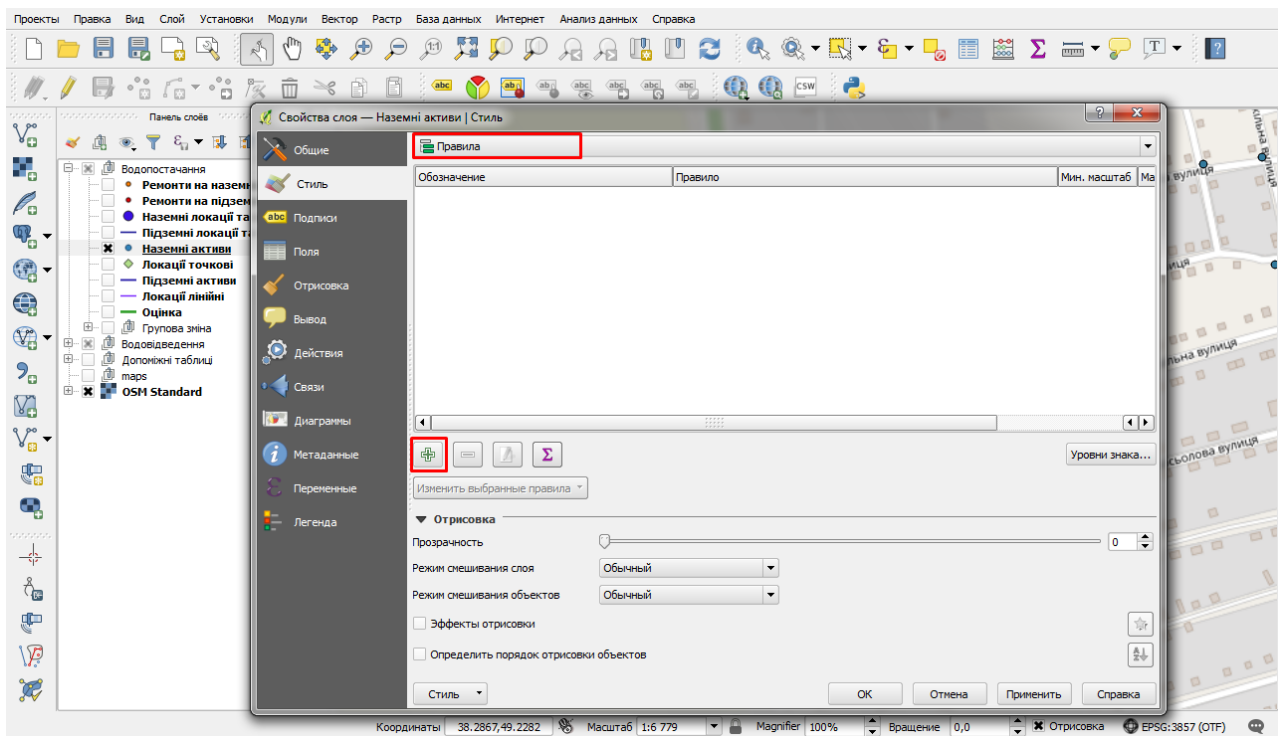 Проекты Правка Вид Слой Установки Модули Вектор Растр База данных Интернет Анализ данных Справка
Панель слоёв
Водопостачання
Ремонти на наземн
Ремонти на підзем
Наземні локації та
Підземні локації т
Наземні активи
Локації точкові
Підземні активи
Локації лінійні
Оцінка
Групова зміна
Водовідведення
Допоміжні таблиці
maps
OSM Standard
Свойства слоя — Наземні активи | Стиль
Общие
Стиль
Подписи
Поля
Отрисовка
Вывод
Действия
Связи
Диаграммы
Метаданные
Переменные
Легенда
Правила
Обозначение Правило Мин. масштаб Ма
Уровни знака...
Изменить выбранные правила
Отрисовка
Прозрачность 0
Режим смешивания слоя Обычный
Режим смешивания объектов Обычный
Эффекты отрисовки
Определить порядок отрисовки объектов
Стиль OK Отмена Применить Справка
вулиця
льна вулиця
Координаты 38.2867,49.2282 Масштаб 1:6 779 Magnifier 100% Вращение 0,0 Отрисовка EPSG:3857 (OTF)